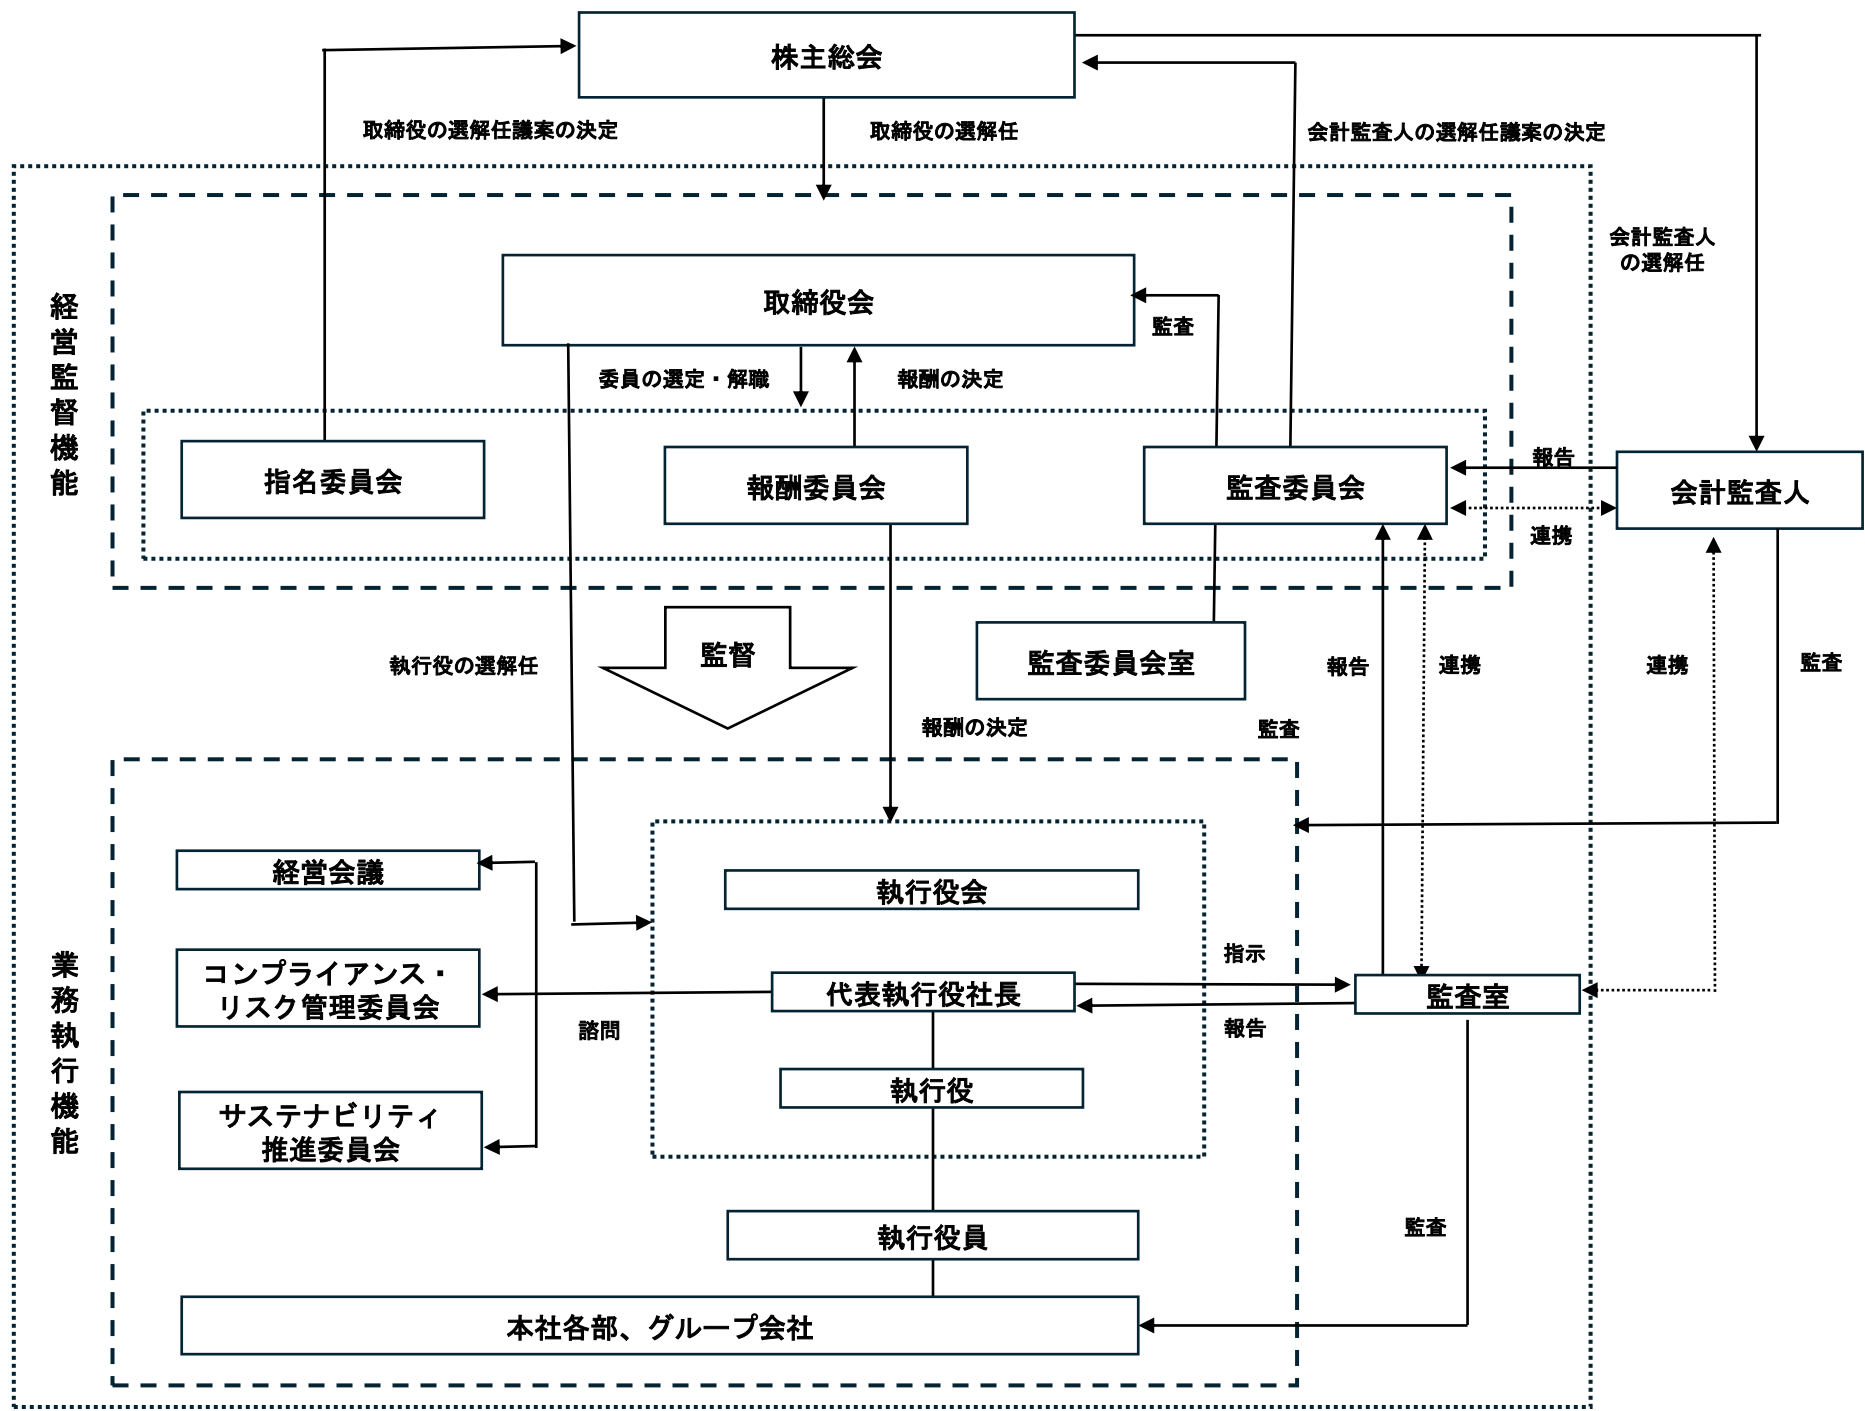 株主総会
取締役の選解任議案の決定
取締役の選解任
会計監査人の選解任議案の決定
会計監査人
の選解任
経営監督機能
取締役会
監査
委員の選定・解職
報酬の決定
指名委員会
報酬委員会
監査委員会
報告
会計監査人
連携
監督
執行役の選解任
監査委員会室
報告
連携
連携
監査
報酬の決定
監査
業務執行機能
経営会議
執行役会
コンプライアンス・
リスク管理委員会
諮問
代表執行役社長
指示
報告
監査室
執行役
サステナビリティ
推進委員会
執行役員
監査
本社各部、グループ会社